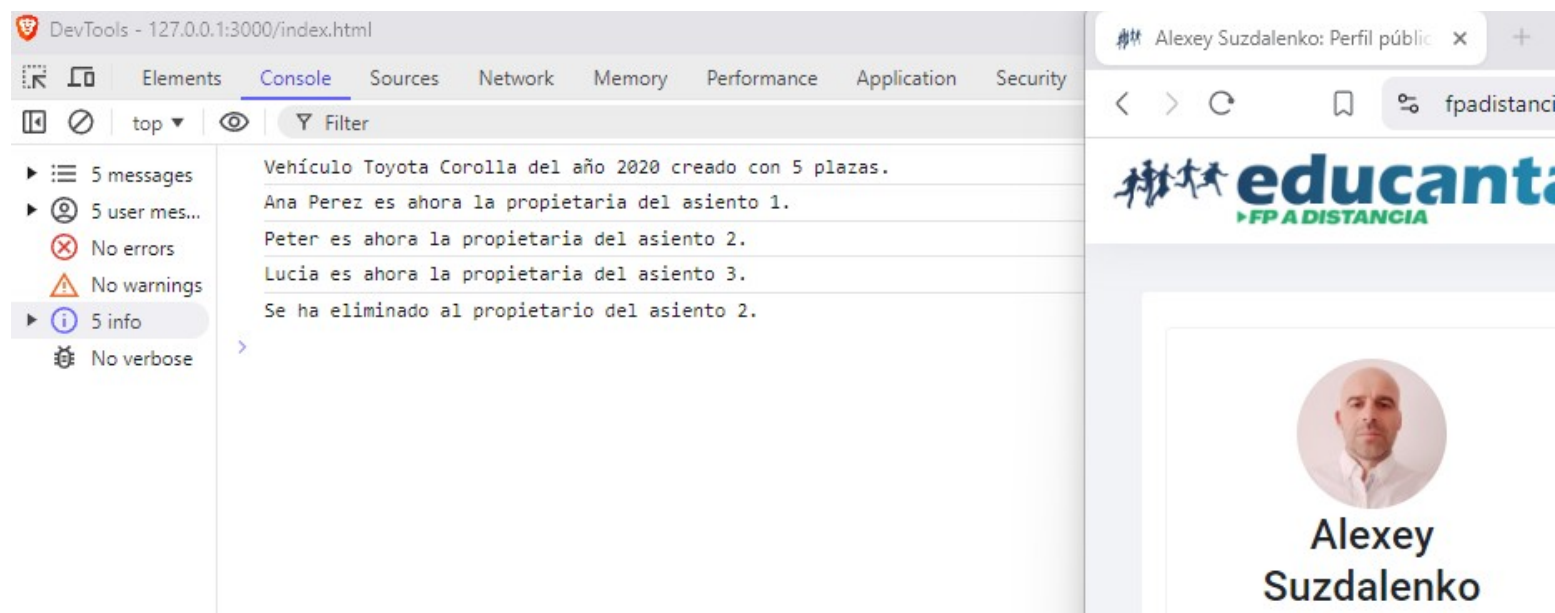 DevTools - 127.0.0.1:3000/index.html
Elements Console Sources Network Memory Performance Application Security
top Filter
5 messages
5 user mes...
No errors
No warnings
5 info
No verbose
Vehículo Toyota Corolla del año 2020 creado con 5 plazas.
Ana Perez es ahora la propietaria del asiento 1.
Peter es ahora la propietaria del asiento 2.
Lucia es ahora la propietaria del asiento 3.
Se ha eliminado al propietario del asiento 2.
Alexey Suzdalenko: Perfil públic
fpadistanci
educanta
FP A DISTANCIA
Alexey
Suzdalenko